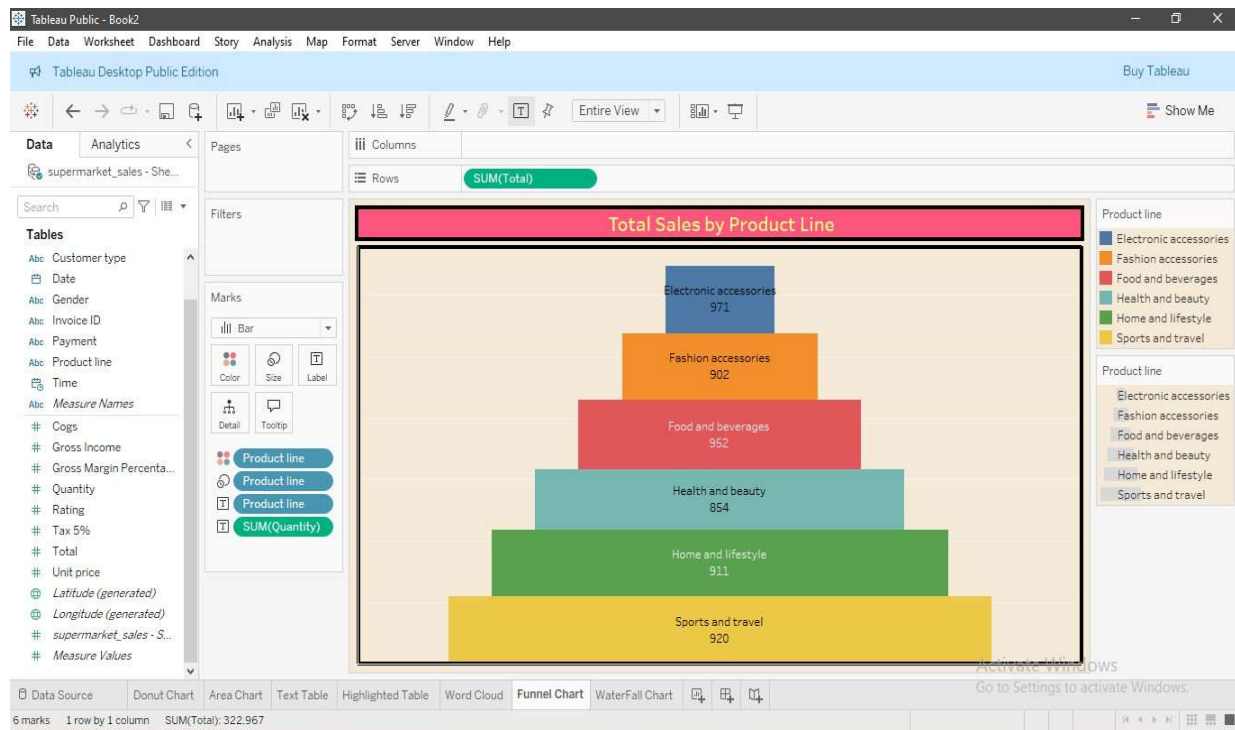 Tableau Public - Book2
File Data Worksheet Dashboard Story Analysis Map Format Server Window Help
Tableau Desktop Public Edition
Buy Tableau
Entire View
Show Me
Data Analytics
supermarket_sales - She...
Search
Tables
Abc Customer type
Date
Abc Gender
Abc Invoice ID
Abc Payment
Abc Product line
Time
Abc Measure Names
# Cogs
# Gross Income
# Gross Margin Percenta...
# Quantity
# Rating
# Tax 5%
# Total
# Unit price
Latitude (generated)
Longitude (generated)
# supermarket_sales - S...
# Measure Values
Pages
Filters
Marks
Bar
Color Size Label
Detail Tooltip
Product line
Product line
Product line
SUM(Quantity)
Columns
Rows SUM(Total)
Total Sales by Product Line
Electronic accessories
971
Fashion accessories
902
Food and beverages
952
Health and beauty
854
Home and lifestyle
911
Sports and travel
920
Product line
Electronic accessories
Fashion accessories
Food and beverages
Health and beauty
Home and lifestyle
Sports and travel
Product line
Electronic accessories
Fashion accessories
Food and beverages
Health and beauty
Home and lifestyle
Sports and travel
Activate Windows
Go to Settings to activate Windows.
Data Source Donut Chart Area Chart Text Table Highlighted Table Word Cloud Funnel Chart WaterFall Chart
6 marks 1 row by 1 column SUM(Total): 322,967